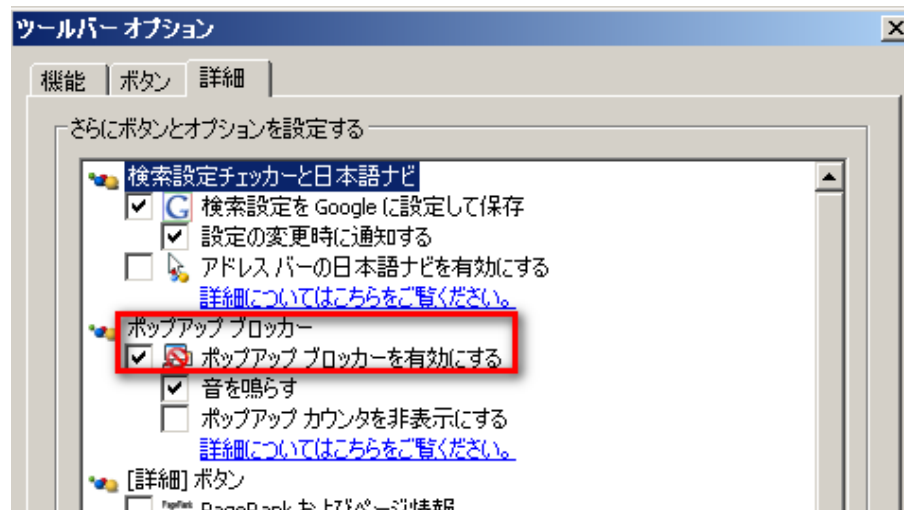 ツールバー オプション
機能 ボタン 詳細
さらにボタンとオプションを設定する
検索設定チェッカーと日本語ナビ
検索設定を Google に設定して保存
設定の変更時に通知する
アドレス バーの日本語ナビを有効にする
詳細についてはこちらをご覧ください。
ポップアップ ブロッカー
ポップアップ ブロッカーを有効にする
音を鳴らす
ポップアップ カウンタを非表示にする
詳細についてはこちらをご覧ください。
[詳細] ボタン
PageRank およびページ情報